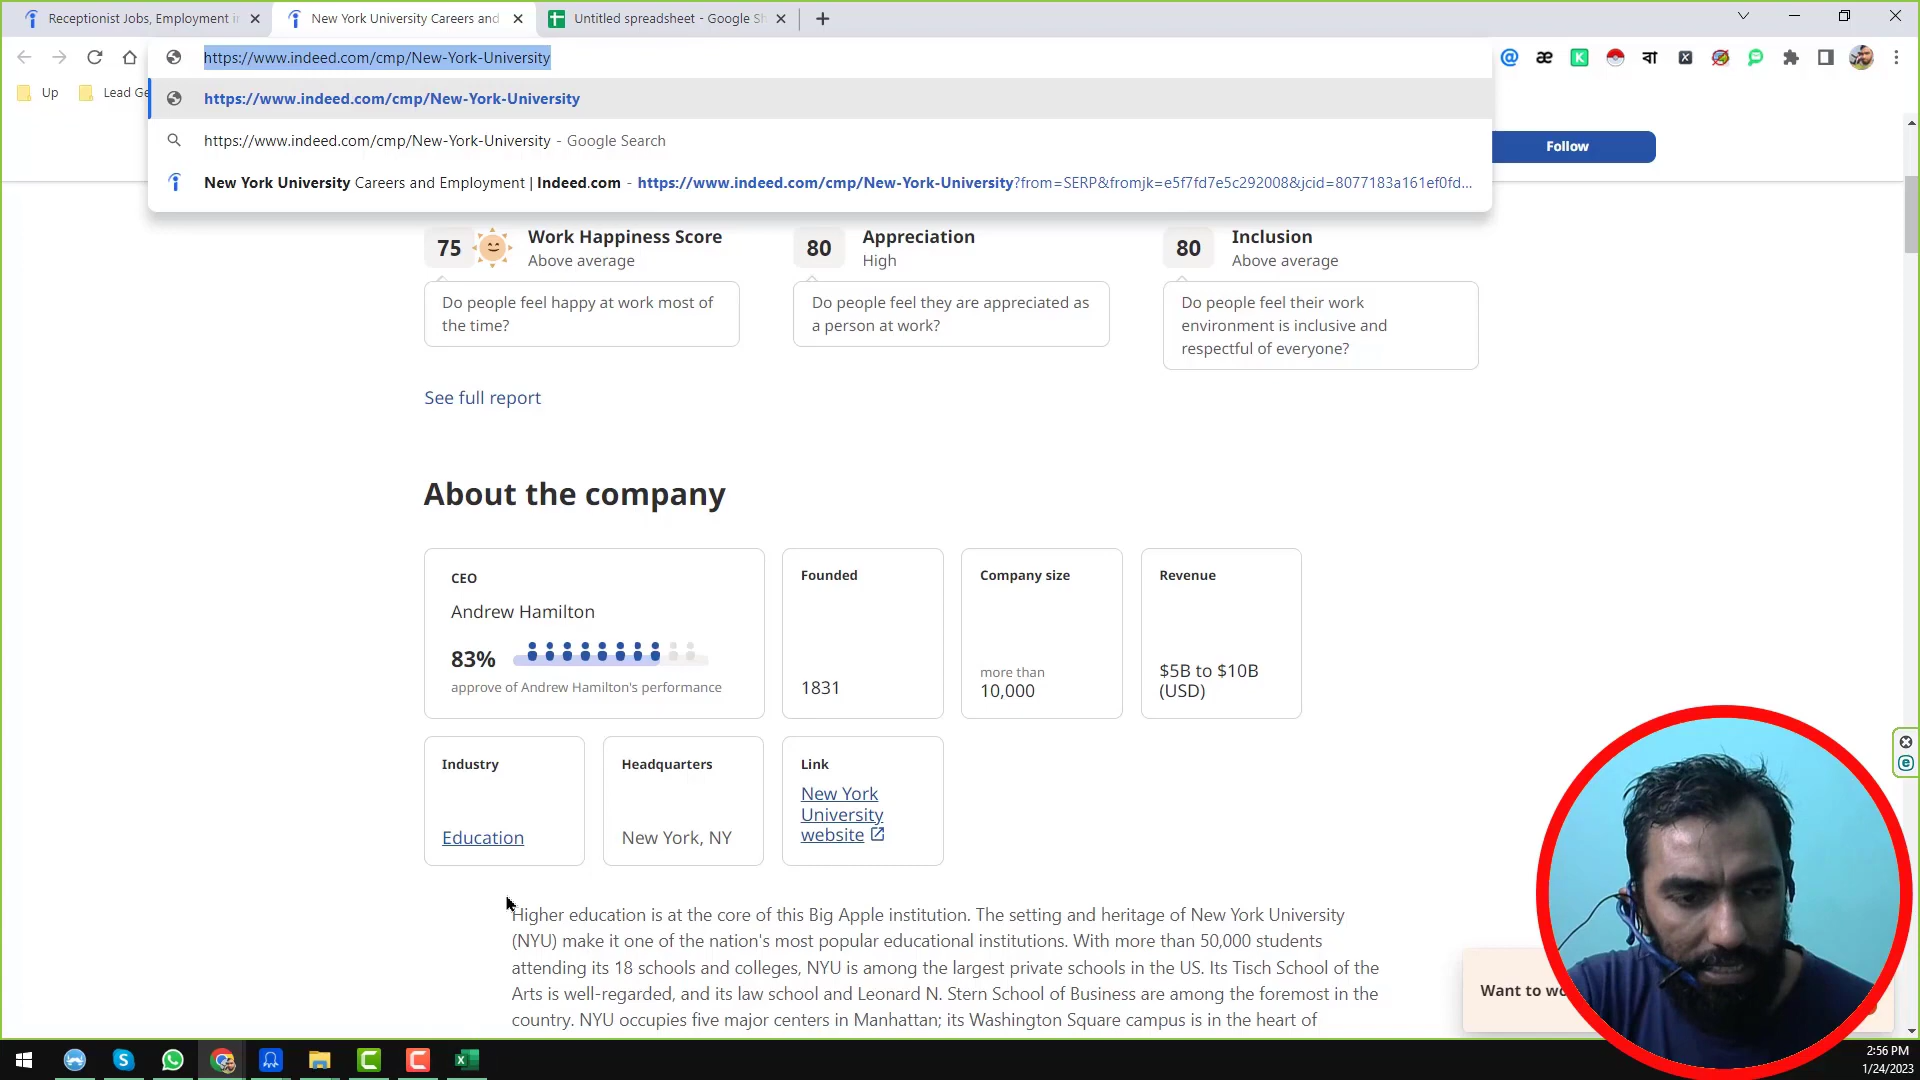 Receptionist Jobs, Employment in
New York University Careers and
Untitled spreadsheet - Google Sh
https://www.indeed.com/cmp/New-York-University
Up
Lead Ge
https://www.indeed.com/cmp/New-York-University
https://www.indeed.com/cmp/New-York-University - Google Search
New York University Careers and Employment | Indeed.com - https://www.indeed.com/cmp/New-York-University?from=SERP&fromjk=e5f7fd7e5c292008&jcid=8077183a161ef0fd...
Follow
75
Work Happiness Score
Above average
80
Appreciation
High
80
Inclusion
Above average
Do people feel happy at work most of
the time?
Do people feel they are appreciated as
a person at work?
Do people feel their work
environment is inclusive and
respectful of everyone?
See full report
About the company
CEO
Andrew Hamilton
83%
approve of Andrew Hamilton's performance
Founded
1831
Company size
more than
10,000
Revenue
$5B to $10B
(USD)
Industry
Education
Headquarters
New York, NY
Link
New York
University
website
Higher education is at the core of this Big Apple institution. The setting and heritage of New York University
(NYU) make it one of the nation's most popular educational institutions. With more than 50,000 students
attending its 18 schools and colleges, NYU is among the largest private schools in the US. Its Tisch School of the
Arts is well-regarded, and its law school and Leonard N. Stern School of Business are among the foremost in the
country. NYU occupies five major centers in Manhattan; its Washington Square campus is in the heart of
Want to wo
2:56 PM
1/24/2023